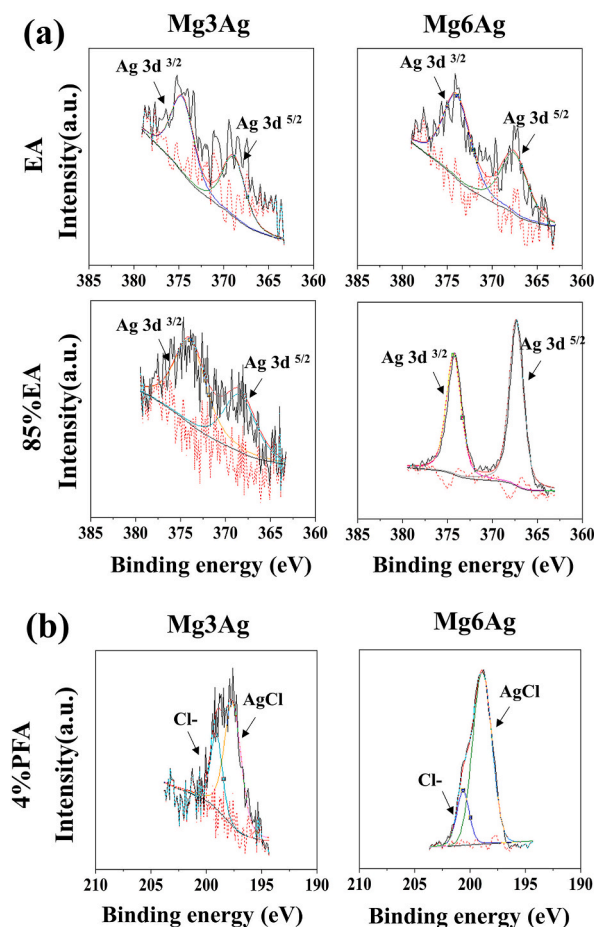 (a)
Mg3Ag
Mg6Ag
EA
Intensity(a.u.)
Ag 3d 3/2
Ag 3d 5/2
385 380 375 370 365 360
Ag 3d 3/2
Ag 3d 5/2
385 380 375 370 365 360
85%EA
Intensity(a.u.)
Ag 3d 3/2
Ag 3d 5/2
385 380 375 370 365 360
Binding energy (eV)
Ag 3d 3/2
Ag 3d 5/2
385 380 375 370 365 360
Binding energy (eV)
(b)
Mg3Ag
Mg6Ag
4%PFA
Intensity(a.u.)
Cl-
AgCl
210 205 200 195 190
Binding energy (eV)
AgCl
Cl-
210 205 200 195 190
Binding energy (eV)